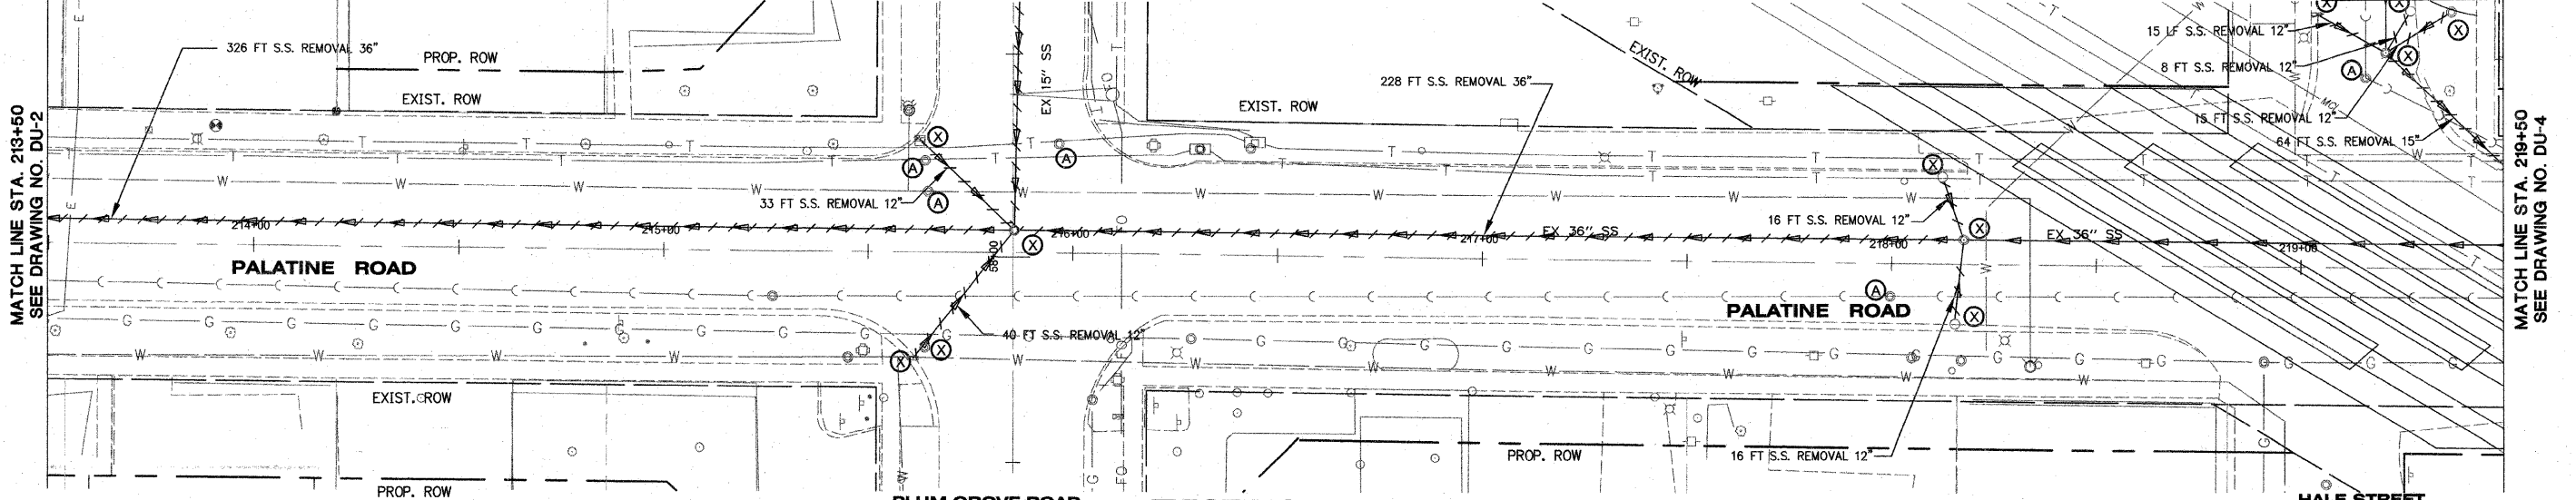 MATCH LINE STA. 213+50
SEE DRAWING NO. DU-2
326 FT S.S. REMOVAL 36"
PROP. ROW
EXIST. ROW
EX 15" SS
EXIST. ROW
228 FT S.S. REMOVAL 36"
EXIST. ROW
15 LF S.S. REMOVAL 12"
8 FT S.S. REMOVAL 12"
15 FT S.S. REMOVAL 12"
64 FT S.S. REMOVAL 15"
33 FT S.S. REMOVAL 12"
16 FT S.S. REMOVAL 12"
214+00
215+00
216+00
217+00
EX 36" SS
218+00
EX 36" SS
219+00
PALATINE ROAD
PALATINE ROAD
40 FT S.S. REMOVAL 12"
EXIST. ROW
PROP. ROW
16 FT S.S. REMOVAL 12"
PROP. ROW
PLUM GROVE ROAD
HALE STREET
MATCH LINE STA. 219+50
SEE DRAWING NO. DU-4